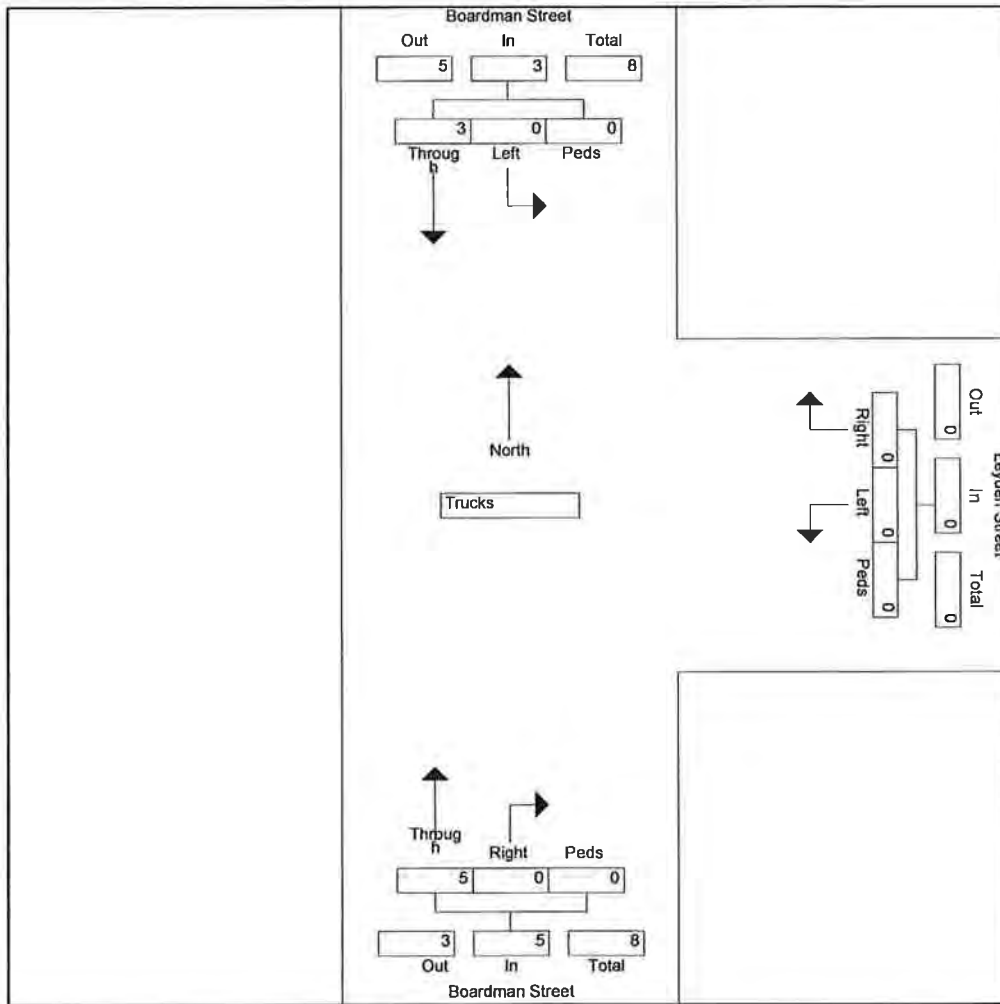 Boardman Street
Out In Total
5 3 8
3 0 0
Throug
h Left Peds
North
Trucks
Out In Total
0 0 0
Right Left Peds
0 0 0
Throug
h Right Peds
5 0 0
3 5 8
Out In Total
Boardman Street